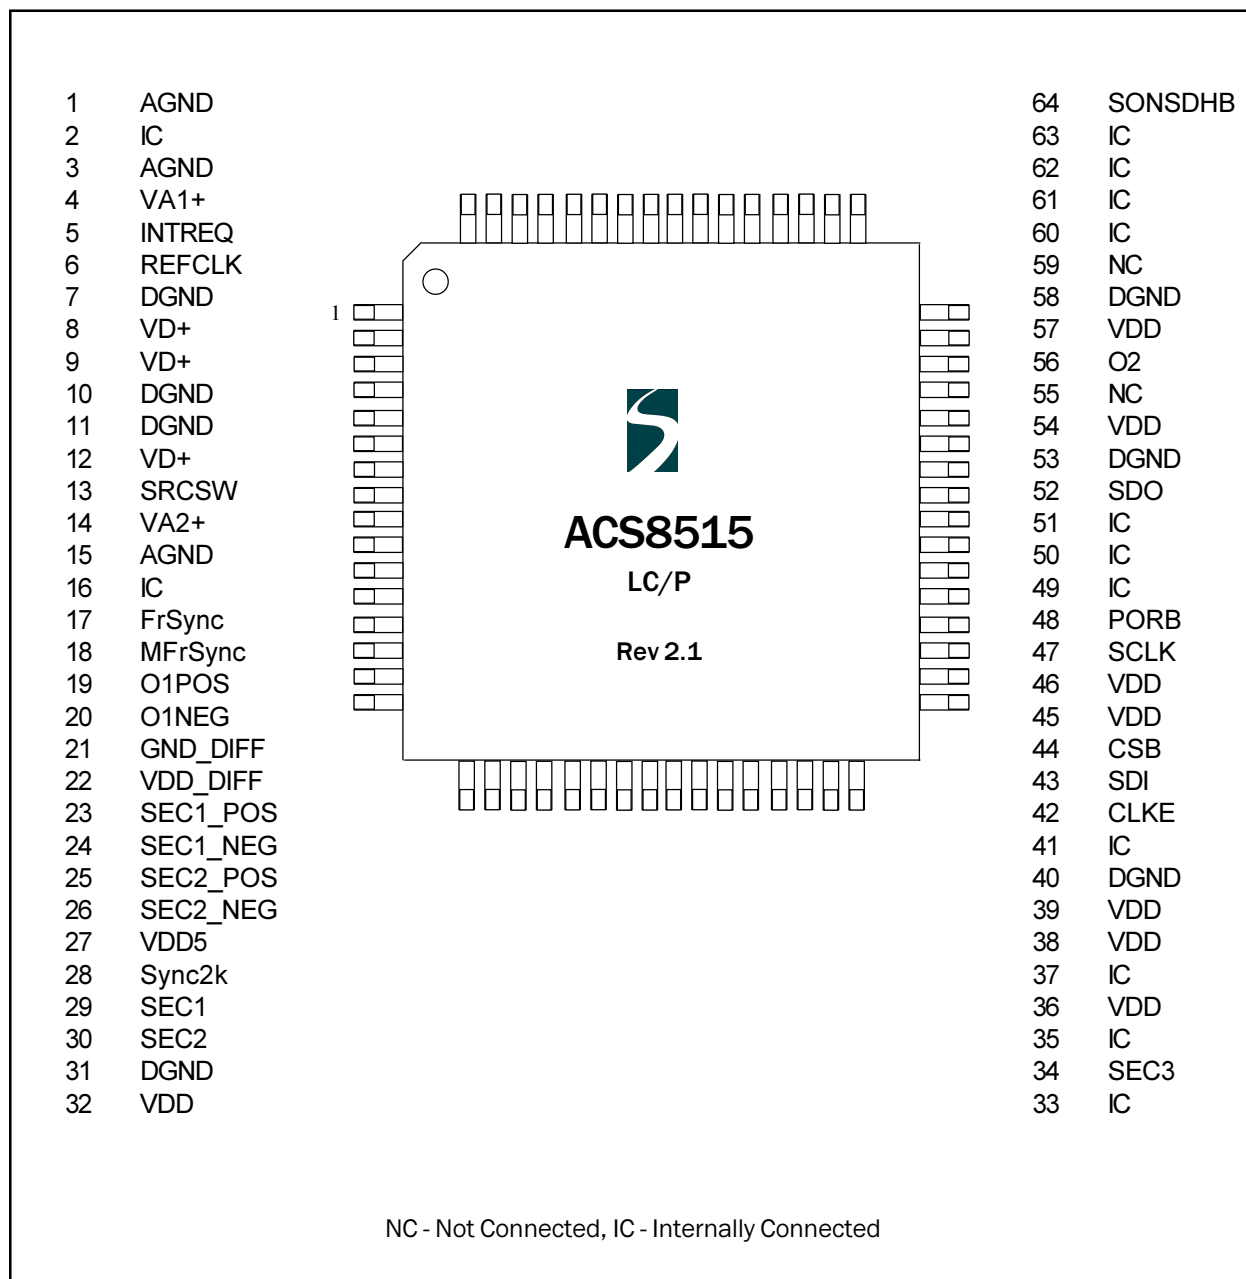 1 AGND
2 IC
3 AGND
4 VA1+
5 INTREQ
6 REFCLK
7 DGND
8 VD+
9 VD+
10 DGND
11 DGND
12 VD+
13 SRCSW
14 VA2+
15 AGND
16 IC
17 FrSync
18 MFrSync
19 O1POS
20 O1NEG
21 GND_DIFF
22 VDD_DIFF
23 SEC1_POS
24 SEC1_NEG
25 SEC2_POS
26 SEC2_NEG
27 VDD5
28 Sync2k
29 SEC1
30 SEC2
31 DGND
32 VDD
1
ACS8515
LC/P
Rev 2.1
64 SONSDHB
63 IC
62 IC
61 IC
60 IC
59 NC
58 DGND
57 VDD
56 O2
55 NC
54 VDD
53 DGND
52 SDO
51 IC
50 IC
49 IC
48 PORB
47 SCLK
46 VDD
45 VDD
44 CSB
43 SDI
42 CLKE
41 IC
40 DGND
39 VDD
38 VDD
37 IC
36 VDD
35 IC
34 SEC3
33 IC
NC - Not Connected, IC - Internally Connected